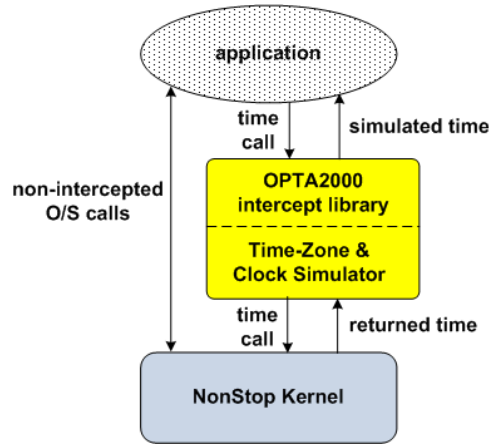 application
time
call
simulated time
non-intercepted
O/S calls
OPTA2000
intercept library
Time-Zone &
Clock Simulator
time
call
returned time
NonStop Kernel